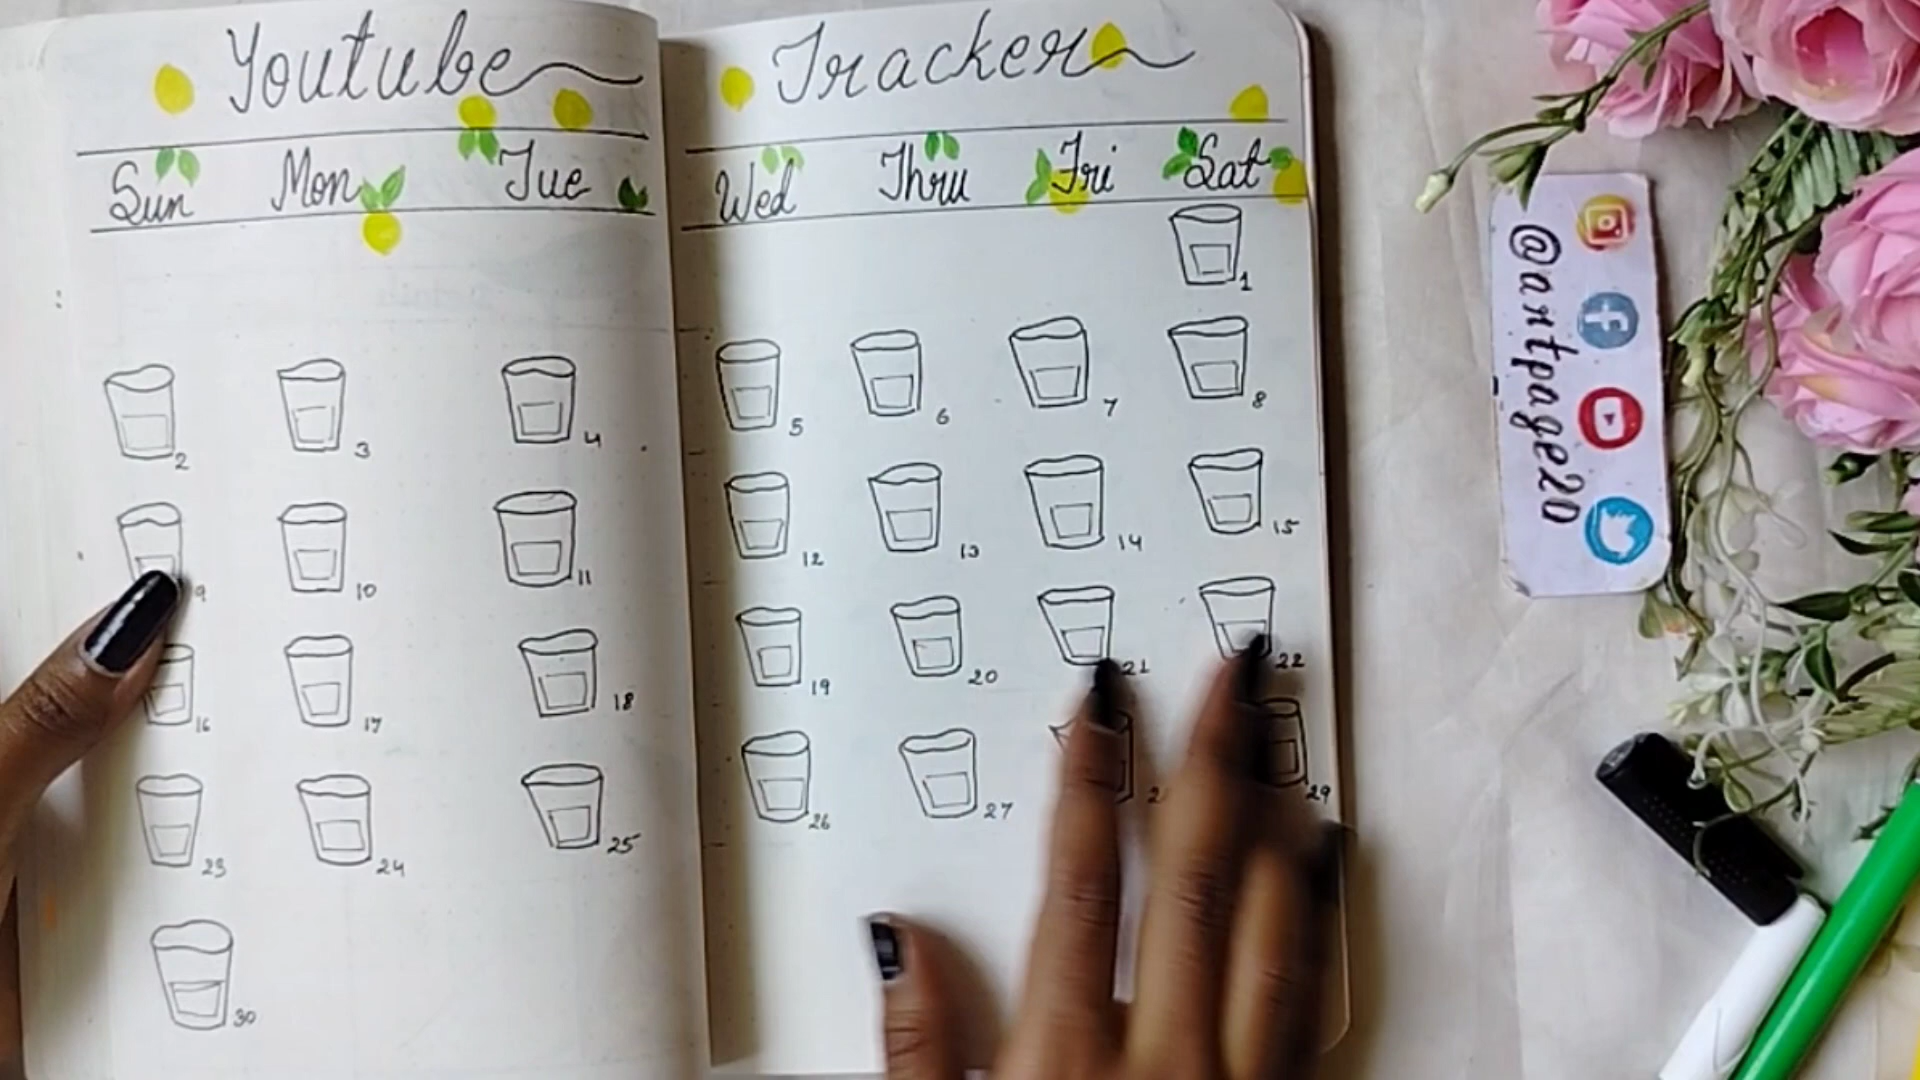 Youtube Tracker
Sun Mon Tue Wed Thru Fri Sat
1
2 3 4 5 6 7 8
9 10 11 12 13 14 15
16 17 18 19 20 21 22
23 24 25 26 27 29
30
@artpage20